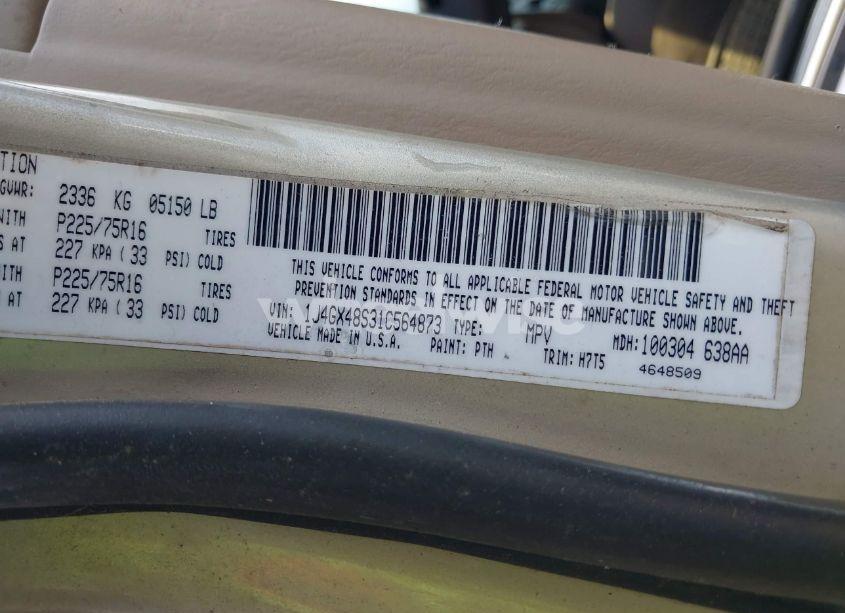 TION
GVWR: 2336 KG 05150 LB
WITH P225/75R16 TIRES
S AT 227 KPA ( 33 PSI) COLD
WITH P225/75R16 TIRES
AT 227 KPA ( 33 PSI) COLD
THIS VEHICLE CONFORMS TO ALL APPLICABLE FEDERAL MOTOR VEHICLE SAFETY AND THEFT
PREVENTION STANDARDS IN EFFECT ON THE DATE OF MANUFACTURE SHOWN ABOVE.
VIN: 1J4GX48S31C564873 TYPE: MPV MDH: 100304 638AA
VEHICLE MADE IN U.S.A. PAINT: PTH TRIM: H7T5 4648509